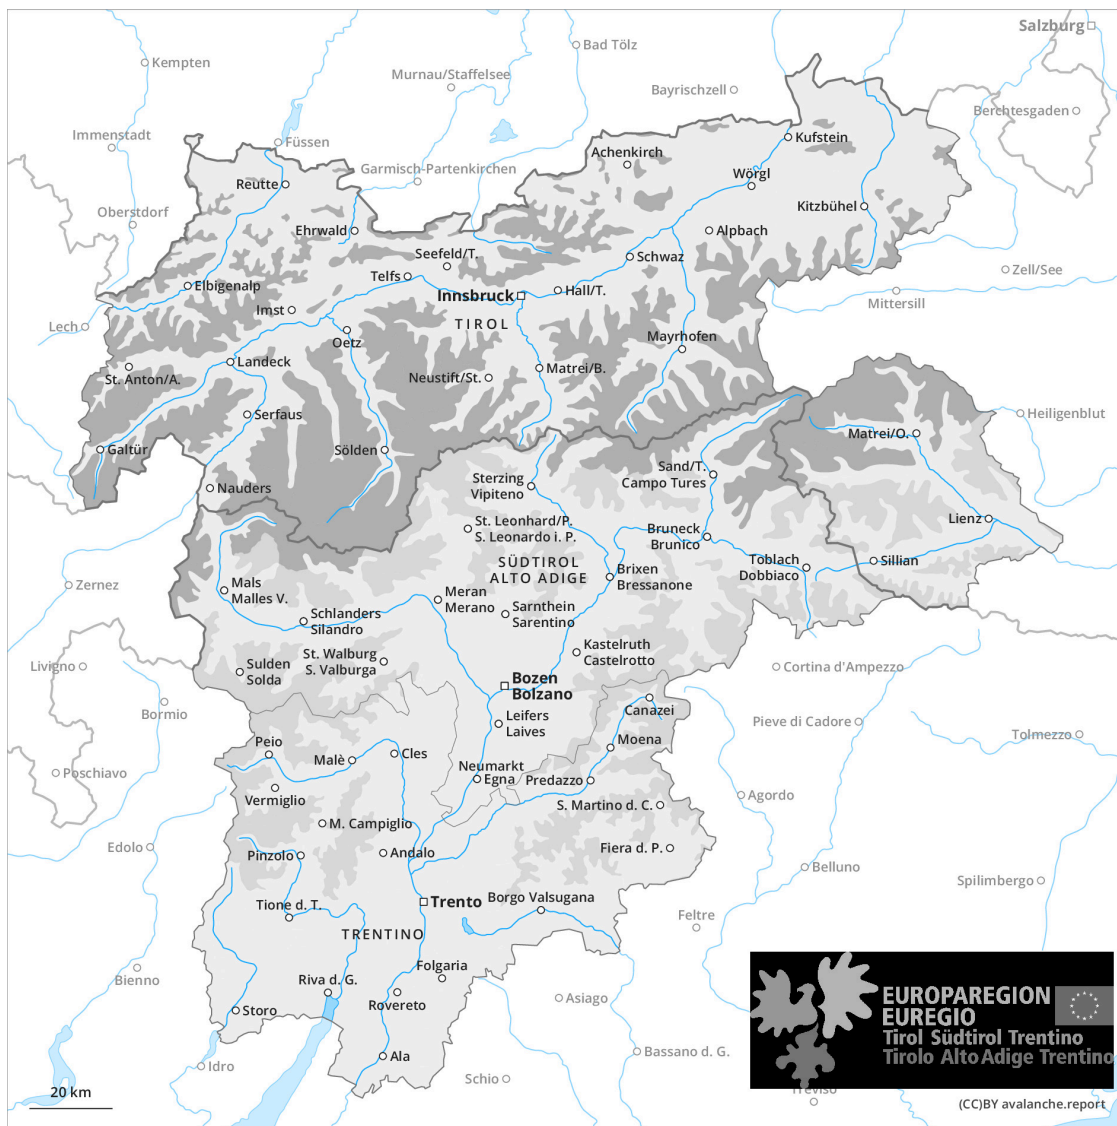 Salzburg
Bad Tölz
Kempten
Murnau/Staffelsee
Bayrischzell
Berchtesgaden
Immenstadt
Füssen
Kufstein
Achenkirch
Garmisch-Partenkirchen
Wörgl
Reutte
Oberstdorf
Kitzbühel
Ehrwald
Alpbach
Seefeld/T.
Schwaz
Zell/See
Telfs
Elbigenalp
Hall/T.
Innsbruck
Mittersill
Imst
TIROL
Lech
Oetz
Mayrhofen
Landeck
Matrei/B.
St. Anton/A.
Neustift/St.
Serfaus
Heiligenblut
Matrei/O.
Galtür
Sölden
Sand/T.
Campo Tures
Sterzing
Vipiteno
Nauders
Lienz
St. Leonhard/P.
S. Leonardo i. P.
Bruneck
Brunico
SÜDTIROL
ALTO ADIGE
Toblach
Dobbiaco
Sillian
Brixen
Bressanone
Zernez
Mals
Malles V.
Meran
Merano
Schlanders
Silandro
Sarnthein
Sarentino
Kastelruth
Castelrotto
St. Walburg
S. Valburga
Livigno
Sulden
Solda
Cortina d'Ampezzo
Bozen
Bolzano
Bormio
Canazei
Leifers
Laives
Pieve di Cadore
Tolmezzo
Moena
Peio
Cles
Malè
Poschiavo
Neumarkt
Egna
Predazzo
Vermiglio
Agordo
S. Martino d. C.
M. Campiglio
Edolo
Pinzolo
Andalo
Fiera d. P.
Belluno
Spilimbergo
Trento
Borgo Valsugana
Tione d. T.
Feltre
TRENTINO
Bienno
Folgaria
Riva d. G.
Rovereto
Asiago
Storo
EUROPAREGION
EUREGIO
Tirol Südtirol Trentino
Tirolo Alto Adige Trentino
Ala
Bassano d. G.
Idro
Schio
Treviso
20 km
(CC)BY avalanche.report